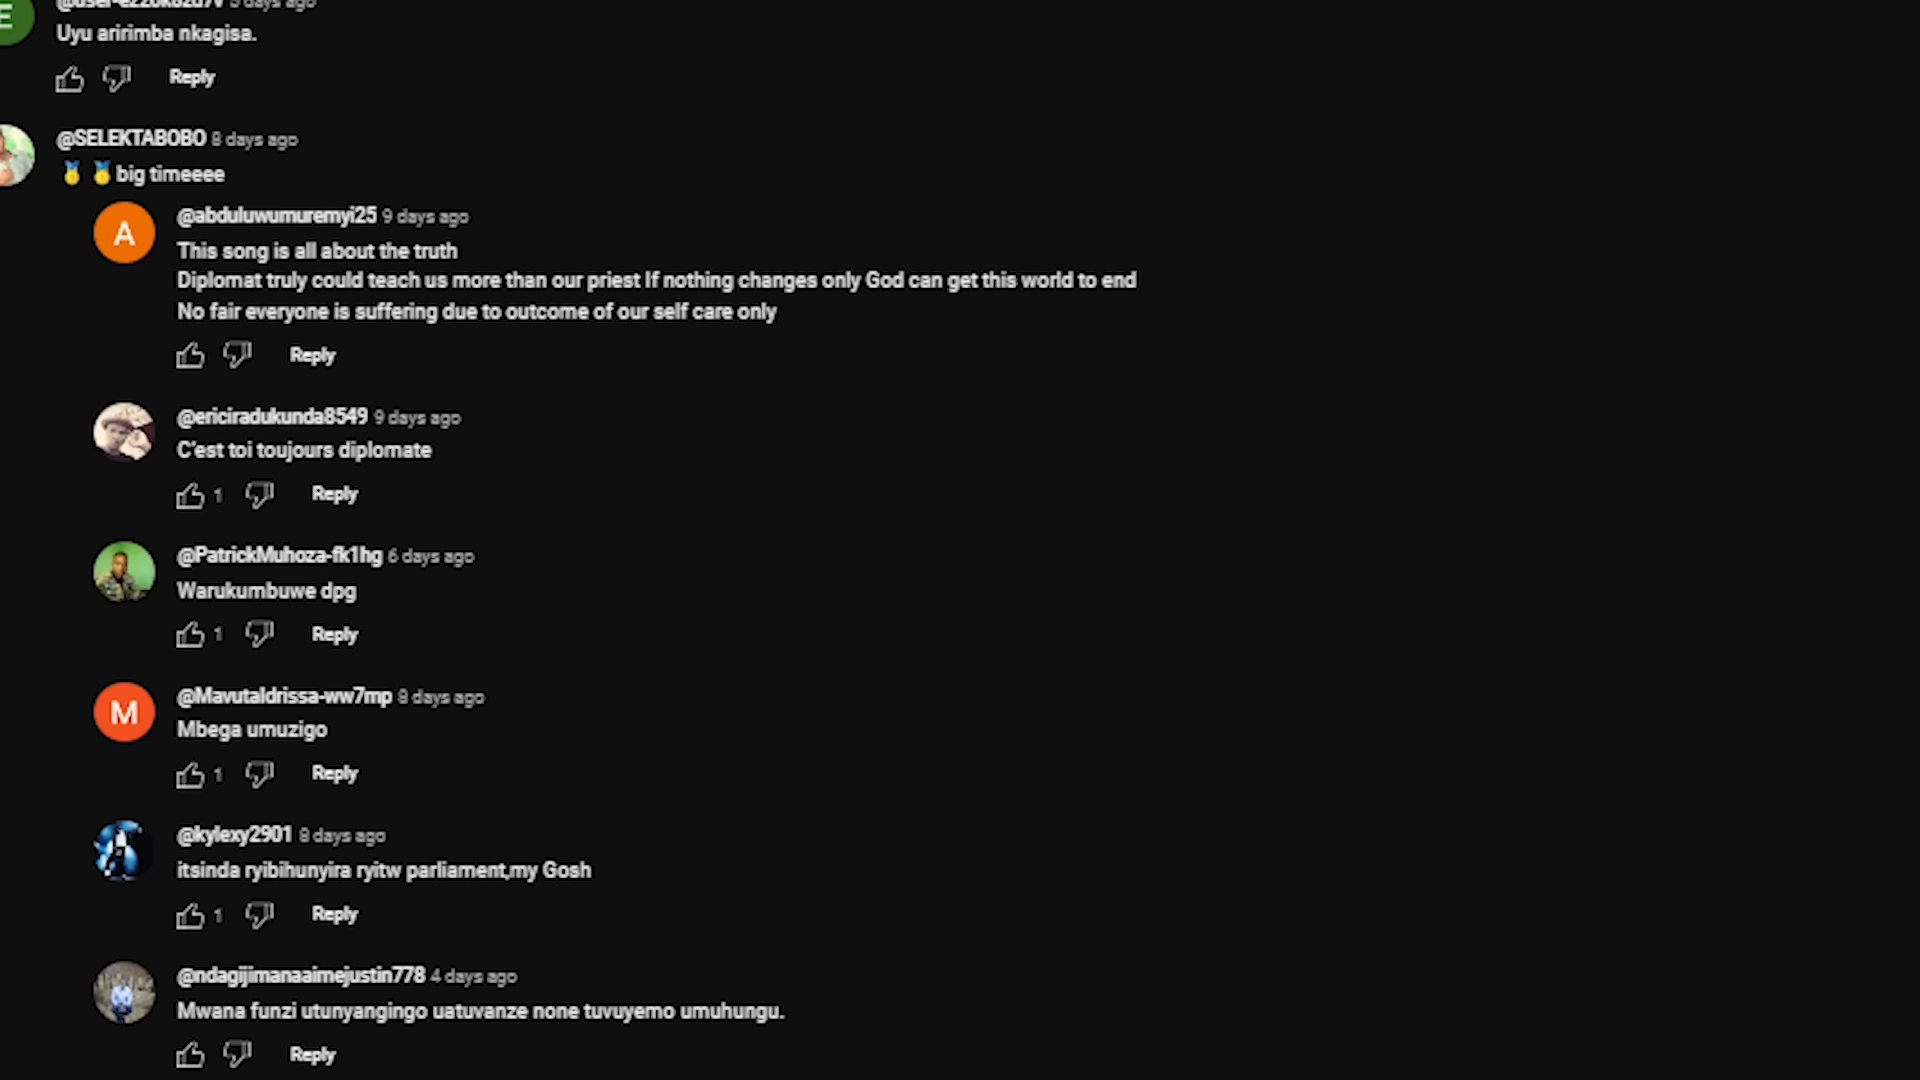 E
Uyu aririmba nkagisa.
Reply
@SELEKTABOBO 8 days ago
🥇 🥇 big timeeee
A
@abduluwumuremyi25 9 days ago
This song is all about the truth
Diplomat truly could teach us more than our priest If nothing changes only God can get this world to end
No fair everyone is suffering due to outcome of our self care only
Reply
@ericiradukunda8549 9 days ago
C'est toi toujours diplomate
1 Reply
@PatrickMuhoza-fk1hg 6 days ago
Warukumbuwe dpg
1 Reply
M
@MavutaIdrissa-ww7mp 8 days ago
Mbega umuzigo
1 Reply
@kylexy2901 8 days ago
itsinda ryibihunyira ryitw parliament,my Gosh
1 Reply
@ndagijimanaaimejustin778 4 days ago
Mwana funzi utunyangingo uatuvanze none tuvuyemo umuhungu.
Reply